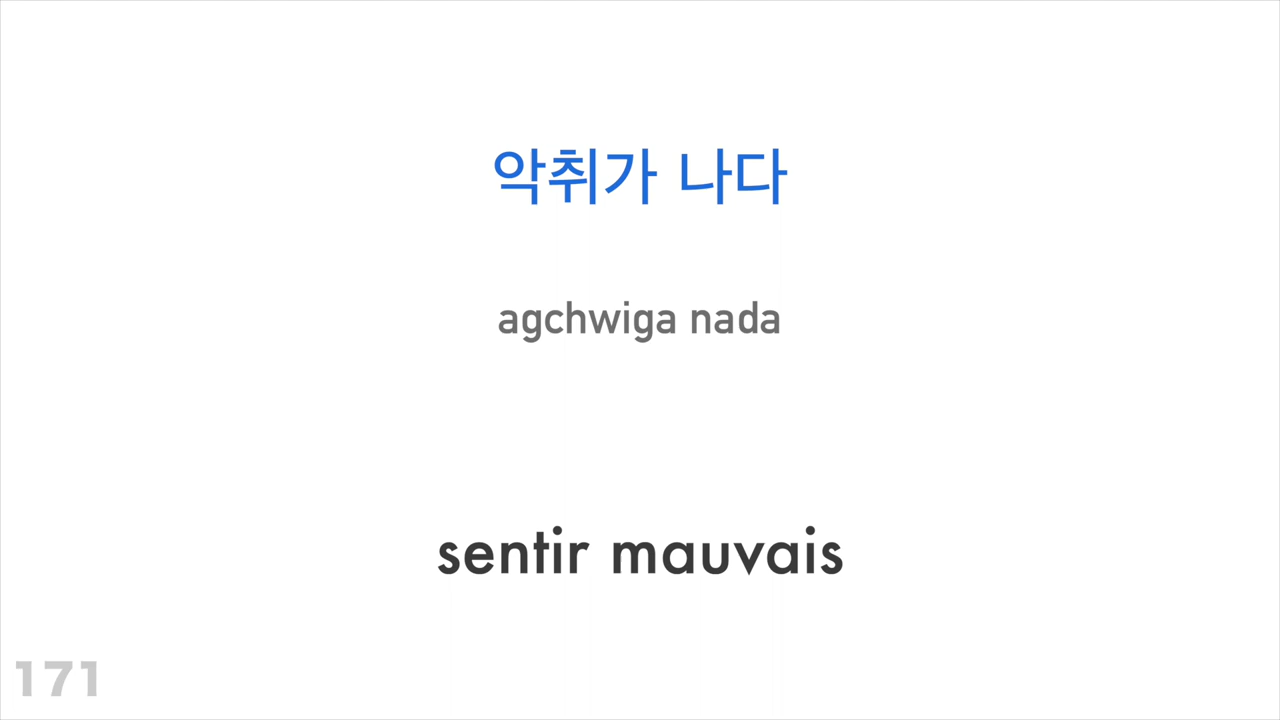 악취가 나다
agchwiga nada
sentir mauvais
171